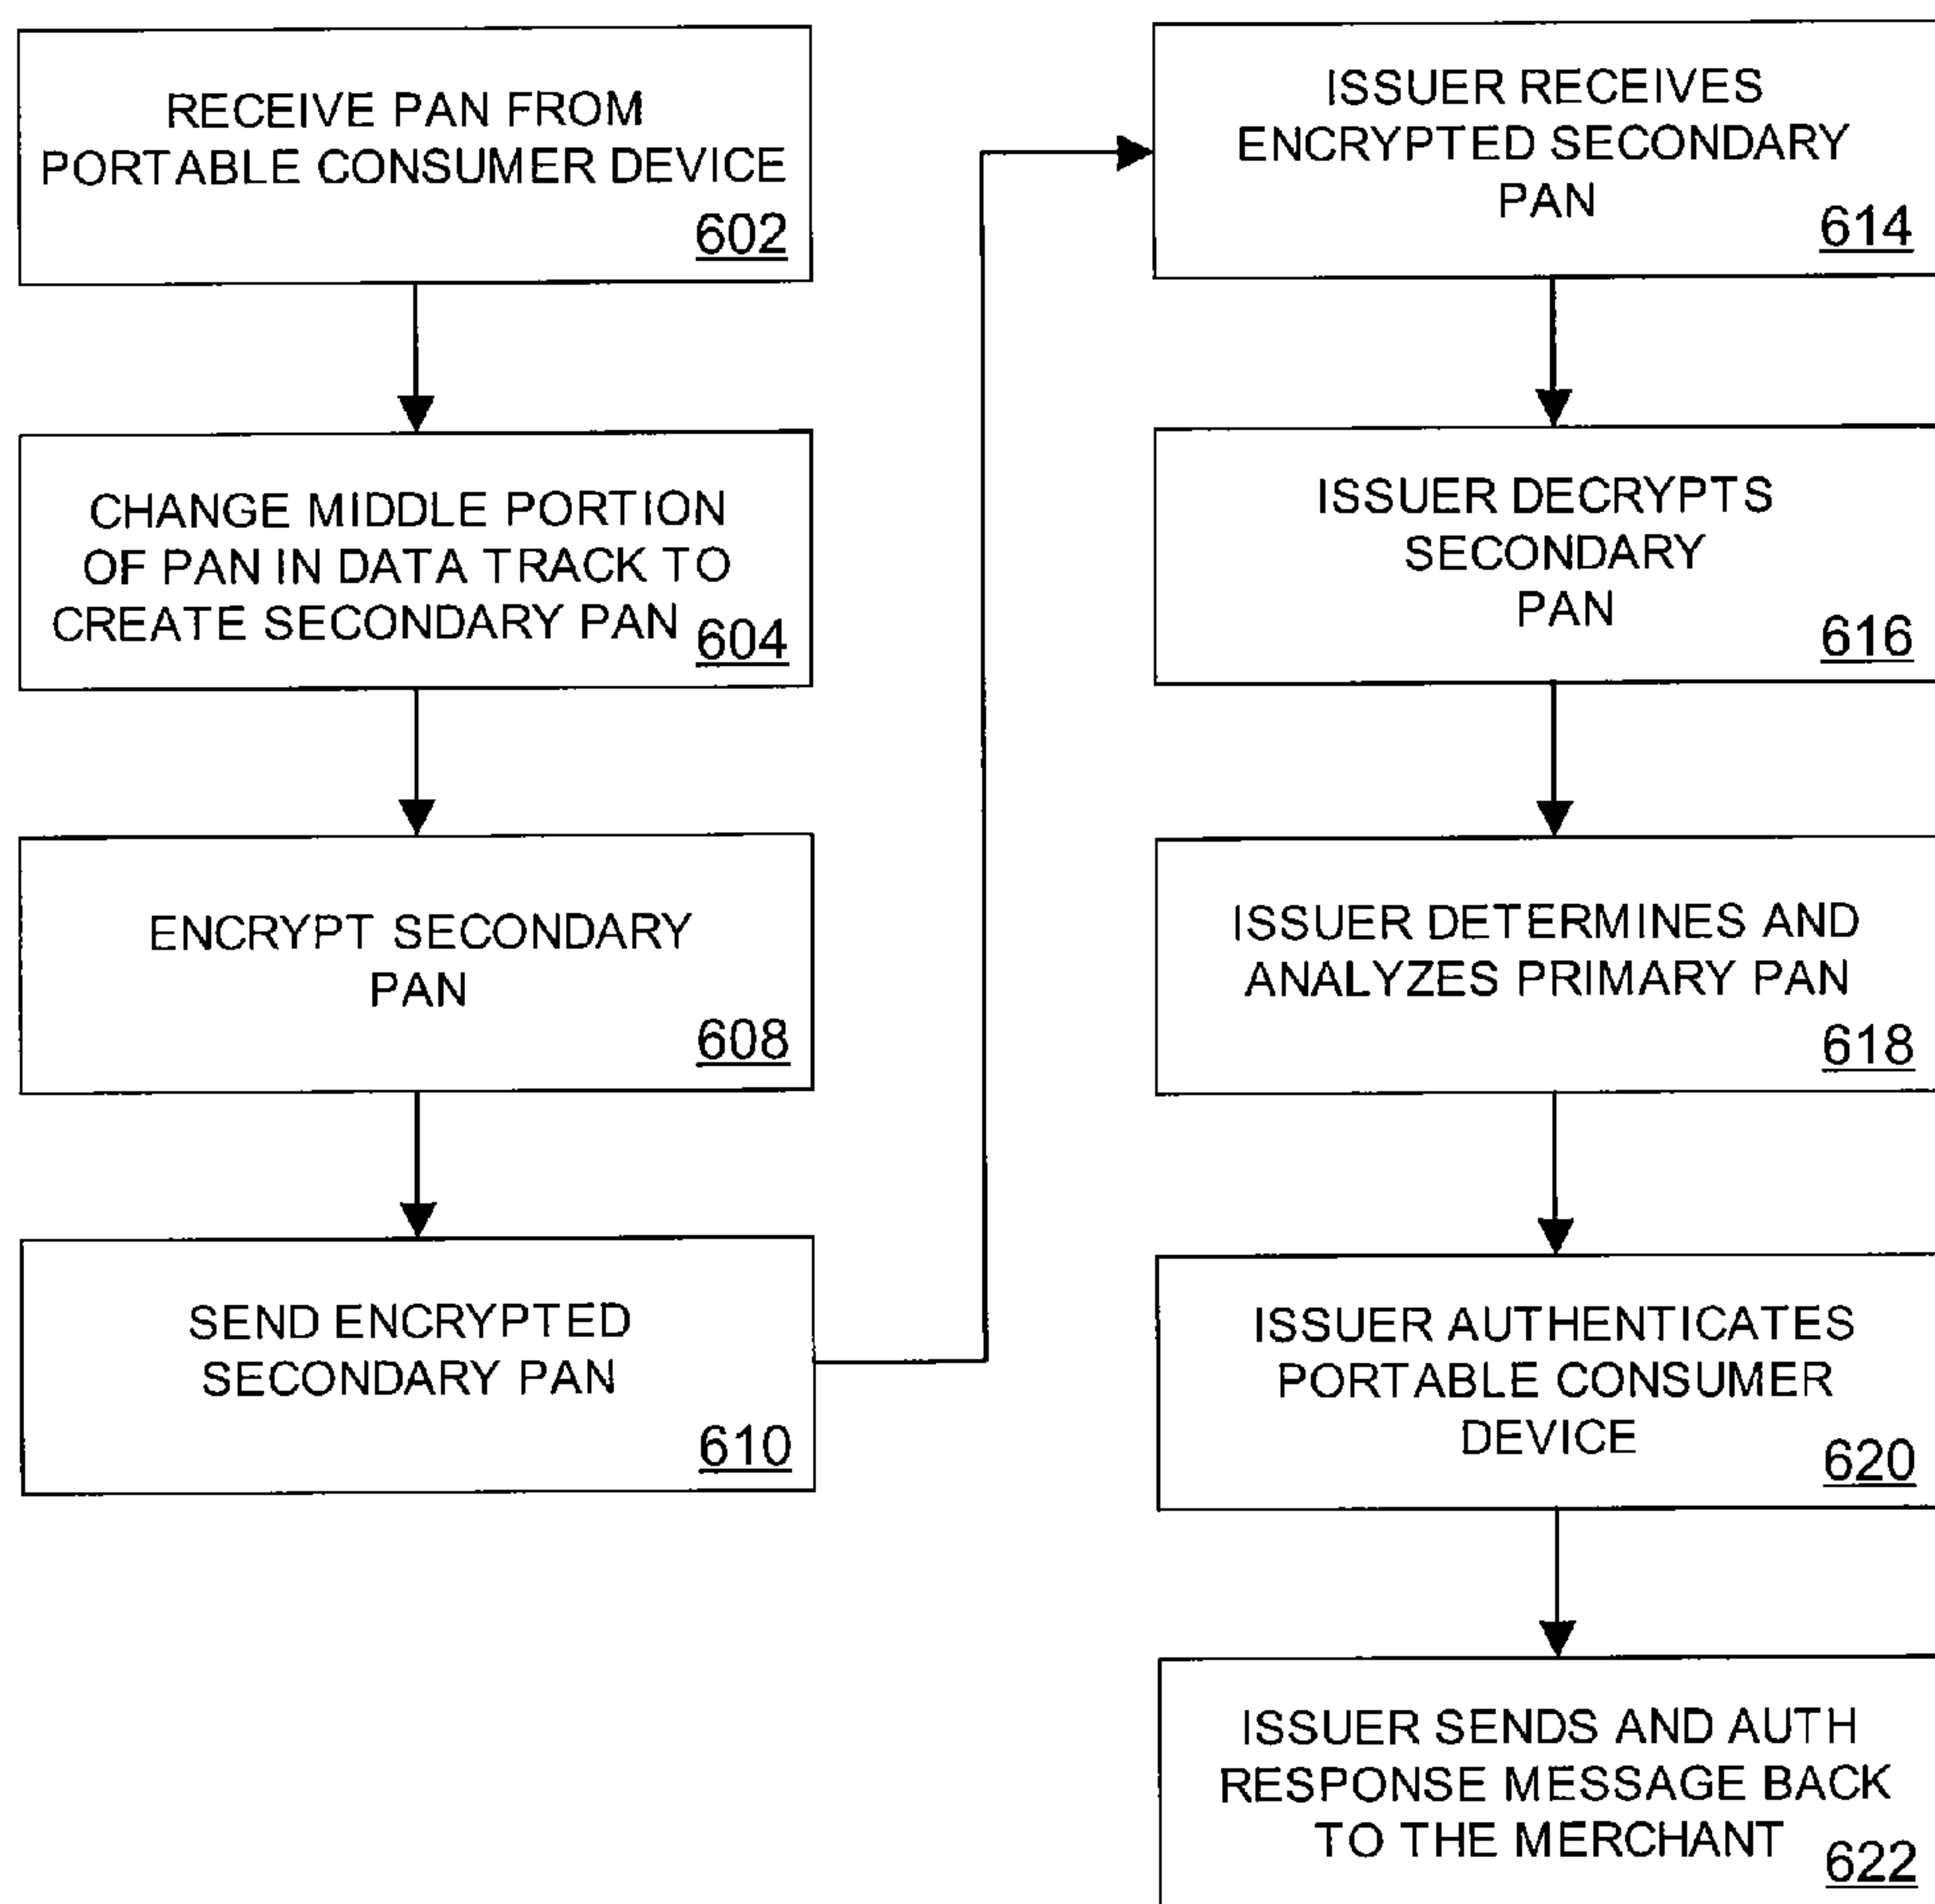 RECEIVE PAN FROM
PORTABLE CONSUMER DEVICE
602
CHANGE MIDDLE PORTION
OF PAN IN DATA TRACK TO
CREATE SECONDARY PAN
604
ENCRYPT SECONDARY
PAN
608
SEND ENCRYPTED
SECONDARY PAN
610
ISSUER RECEIVES
ENCRYPTED SECONDARY
PAN
614
ISSUER DECRYPTS
SECONDARY
PAN
616
ISSUER DETERMINES AND
ANALYZES PRIMARY PAN
618
ISSUER AUTHENTICATES
PORTABLE CONSUMER
DEVICE
620
ISSUER SENDS AND AUTH
RESPONSE MESSAGE BACK
TO THE MERCHANT
622